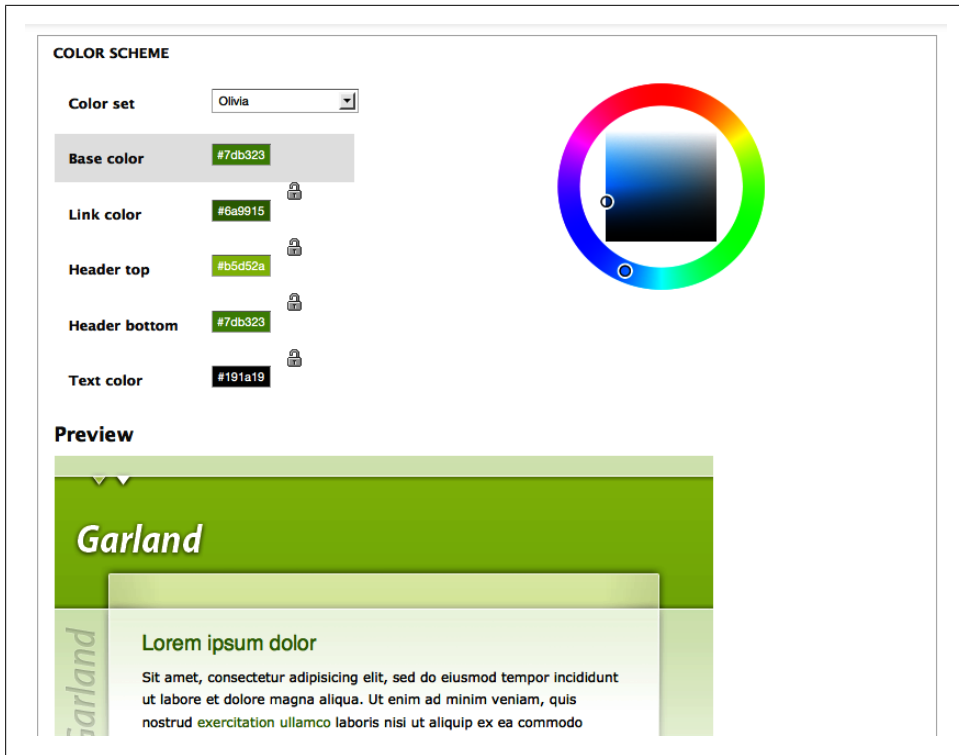 COLOR SCHEME
Color set
Olivia
Base color
#7db323
Link color
#6a9915
Header top
#b5d52a
Header bottom
#7db323
Text color
#191a19
Preview
Garland
Garland
Lorem ipsum dolor
Sit amet, consectetur adipisicing elit, sed do eiusmod tempor incididunt
ut labore et dolore magna aliqua. Ut enim ad minim veniam, quis
nostrud exercitation ullamco laboris nisi ut aliquip ex ea commodo